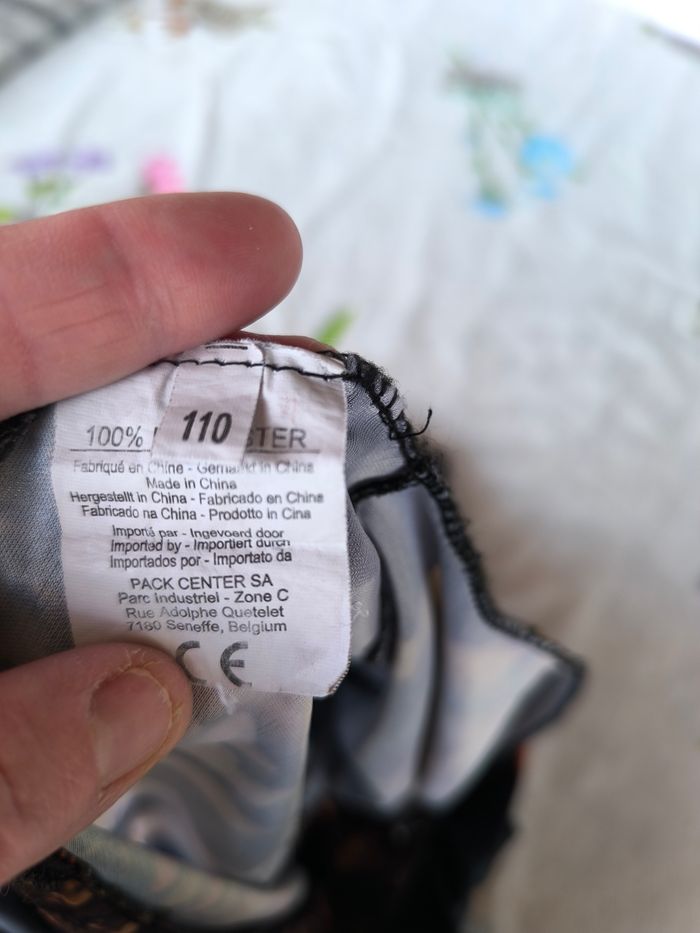 110
100% STER
Fabriqué en Chine - Gemaakt in China
Made in China
Hergestellt in China - Fabricado en China
Fabricado na China - Prodotto in Cina
Importé par - Ingevoerd door
Imported by - Importiert durch
Importados por - Importato da
PACK CENTER SA
Parc Industriel - Zone C
Rue Adolphe Quetelet
7180 Seneffe, Belgium
CE